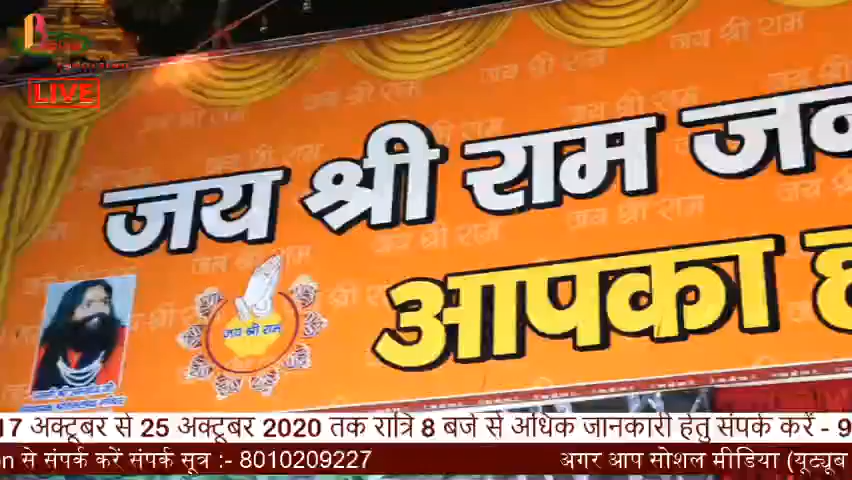 LIVE
जय श्री राम
आपका
जय श्री राम
17 अक्टूबर से 25 अक्टूबर 2020 तक रात्रि 8 बजे से अधिक जानकारी हेतु संपर्क करें - 9
से संपर्क करें संपर्क सूत्र :- 8010209227 अगर आप सोशल मीडिया (यूट्यूब